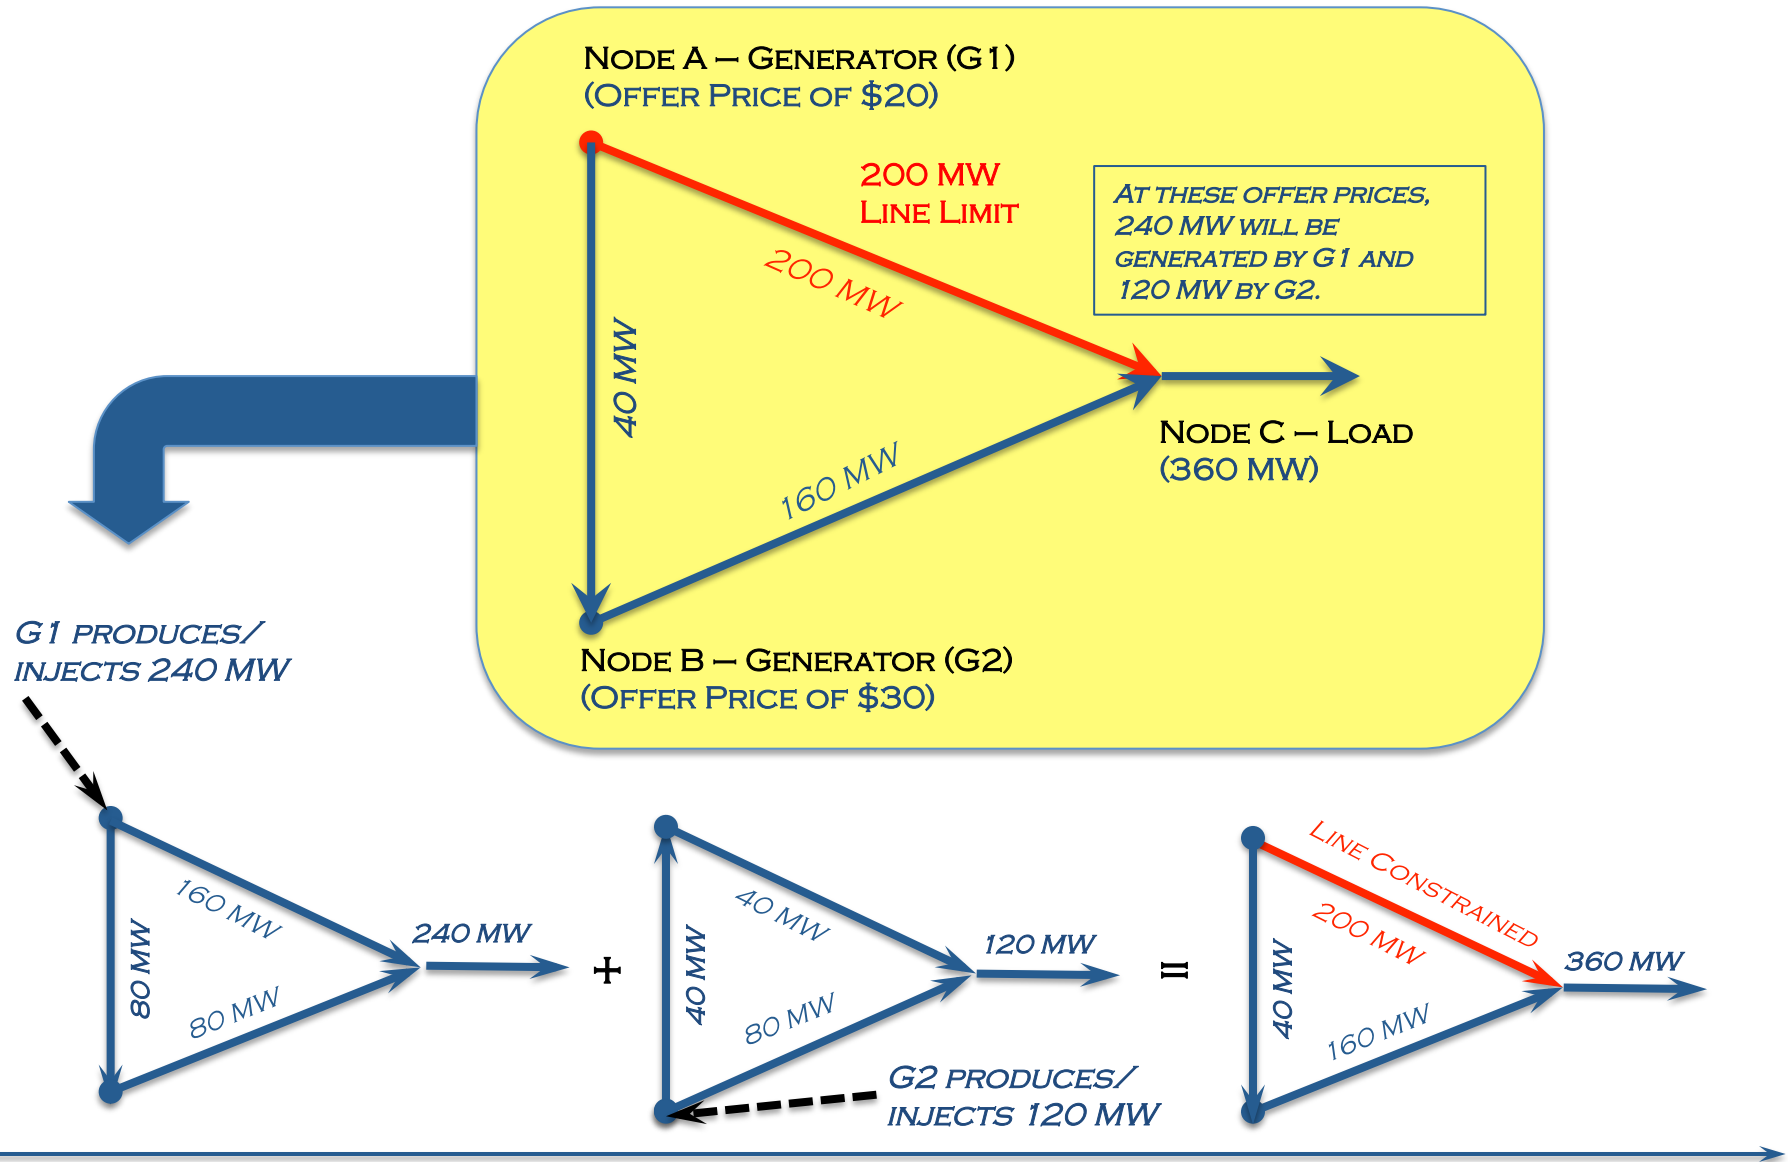 Node A – Generator (G1)
(Offer Price of $20)
200 MW
Line Limit
At these offer prices,
240 MW will be
generated by G1 and
120 MW by G2.
200 MW
40 MW
160 MW
Node C – Load
(360 MW)
Node B – Generator (G2)
(Offer Price of $30)
G1 produces/
injects 240 MW
160 MW
80 MW
80 MW
240 MW
+
40 MW
40 MW
80 MW
120 MW
G2 produces/
injects 120 MW
=
Line Constrained
200 MW
40 MW
160 MW
360 MW